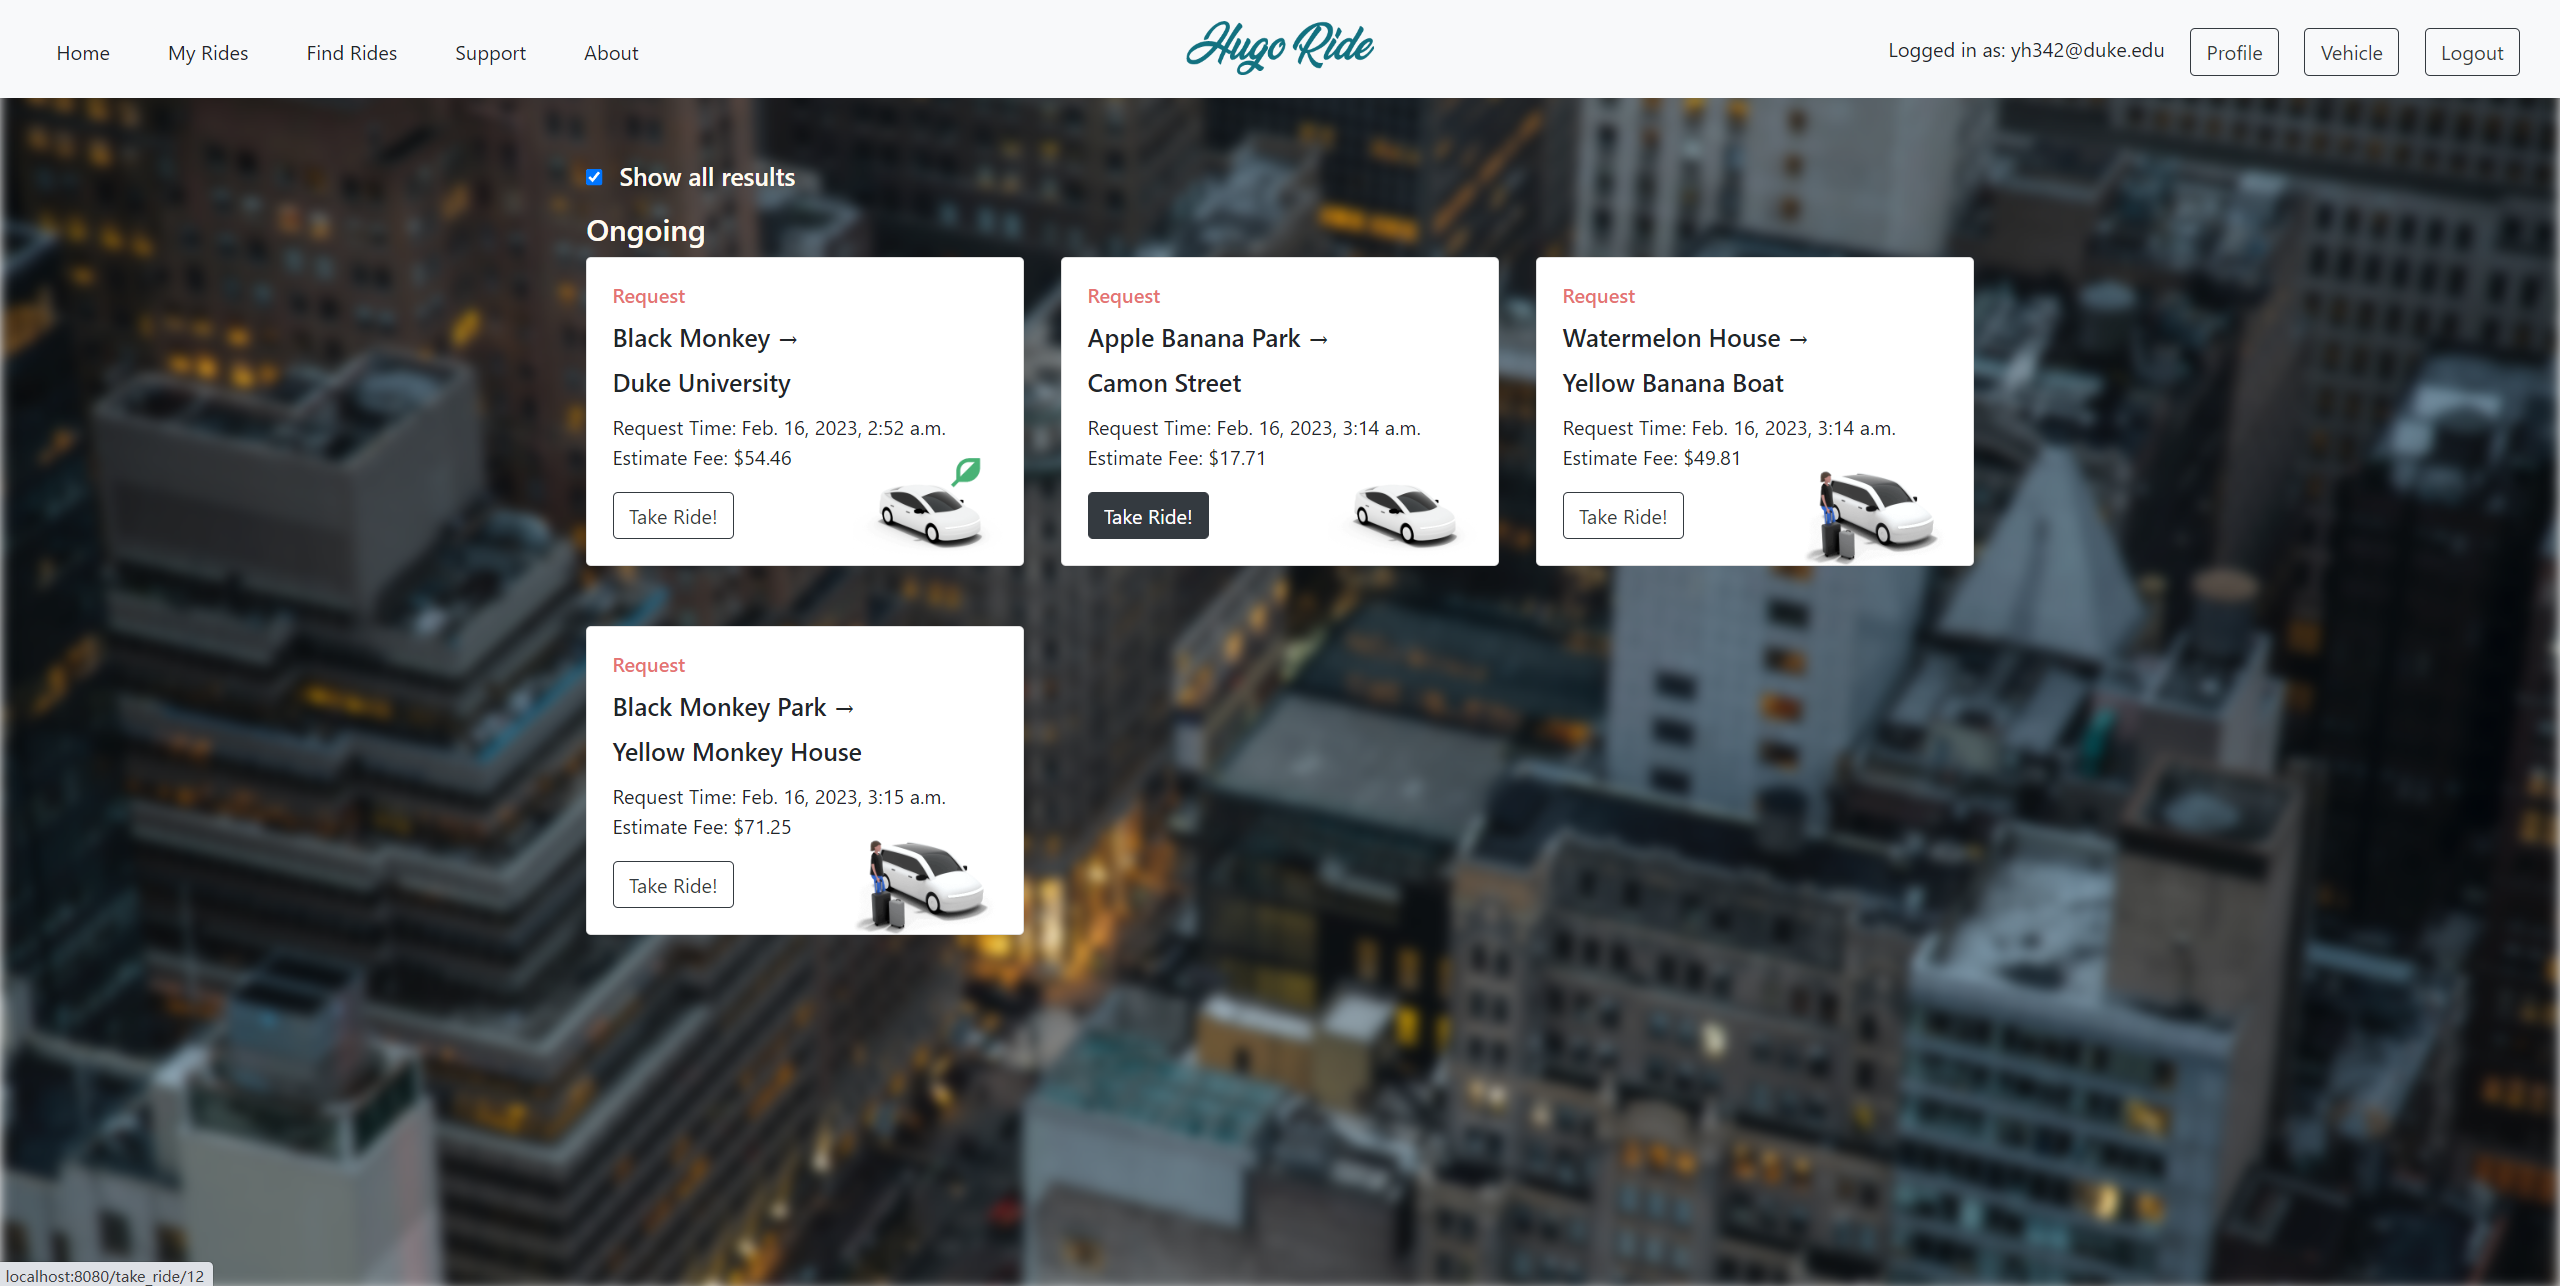 Home My Rides Find Rides Support About Hugo Ride Logged in as: yh342@duke.edu Profile Vehicle Logout
Show all results
Ongoing
Request
Black Monkey →
Duke University
Request Time: Feb. 16, 2023, 2:52 a.m.
Estimate Fee: $54.46
Take Ride!
Request
Apple Banana Park →
Camon Street
Request Time: Feb. 16, 2023, 3:14 a.m.
Estimate Fee: $17.71
Take Ride!
Request
Watermelon House →
Yellow Banana Boat
Request Time: Feb. 16, 2023, 3:14 a.m.
Estimate Fee: $49.81
Take Ride!
Request
Black Monkey Park →
Yellow Monkey House
Request Time: Feb. 16, 2023, 3:15 a.m.
Estimate Fee: $71.25
Take Ride!
localhost:8080/take_ride/12